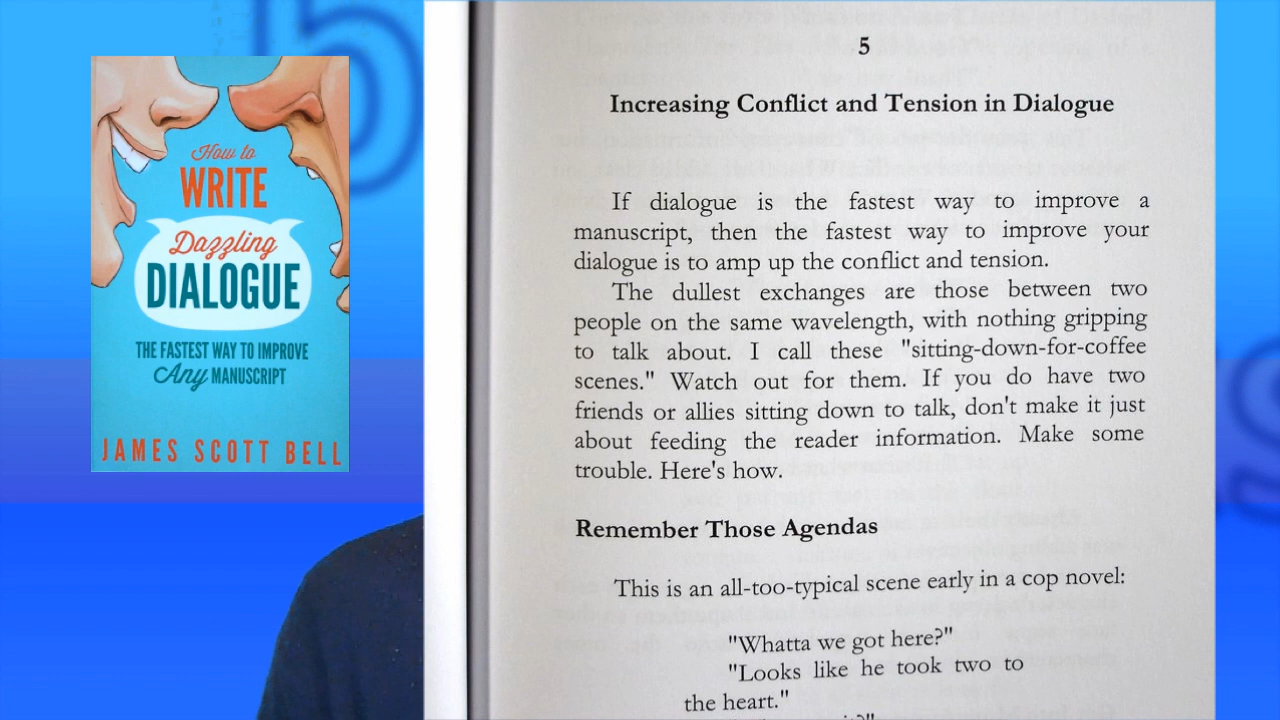 How to
WRITE
Dazzling
DIALOGUE
THE FASTEST WAY TO IMPROVE
Any MANUSCRIPT
JAMES SCOTT BELL
5
Increasing Conflict and Tension in Dialogue
If dialogue is the fastest way to improve a
manuscript, then the fastest way to improve your
dialogue is to amp up the conflict and tension.
The dullest exchanges are those between two
people on the same wavelength, with nothing gripping
to talk about. I call these "sitting-down-for-coffee
scenes." Watch out for them. If you do have two
friends or allies sitting down to talk, don't make it just
about feeding the reader information. Make some
trouble. Here's how.
Remember Those Agendas
This is an all-too-typical scene early in a cop novel:
"Whatta we got here?"
"Looks like he took two to
the heart."